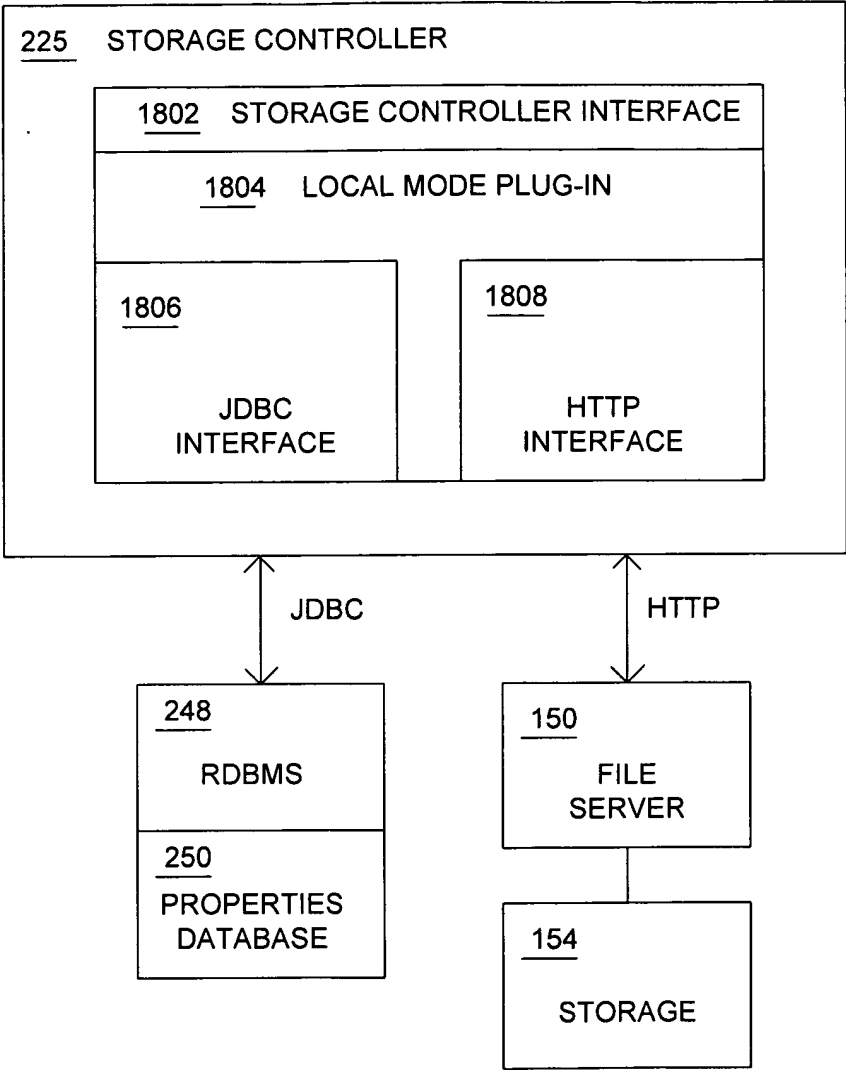 225 STORAGE CONTROLLER
1802 STORAGE CONTROLLER INTERFACE
1804 LOCAL MODE PLUG-IN
1806
JDBC
INTERFACE
1808
HTTP
INTERFACE
JDBC
HTTP
248
RDBMS
250
PROPERTIES
DATABASE
150
FILE
SERVER
154
STORAGE